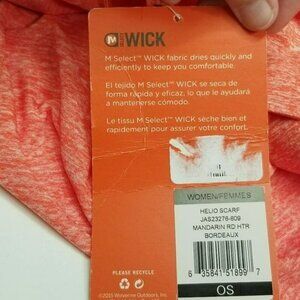 M SELECT WICK
M Select™ WICK fabric dries quickly and
efficiently to keep you comfortable.
El tejido M Select™ WICK se seca de
forma rápida y eficaz, lo que le ayudará
a mantenerse cómodo.
Le tissu M Select™ WICK sèche bien et
rapidement pour assurer votre confort.
WOMEN/FEMMES
HELIO SCARF
JAS23276-809
MANDARIN RD HTR
BORDEAUX
6 35841 51899 7
OS
PLEASE RECYCLE
©2015 Wolverine Outdoors, Inc.